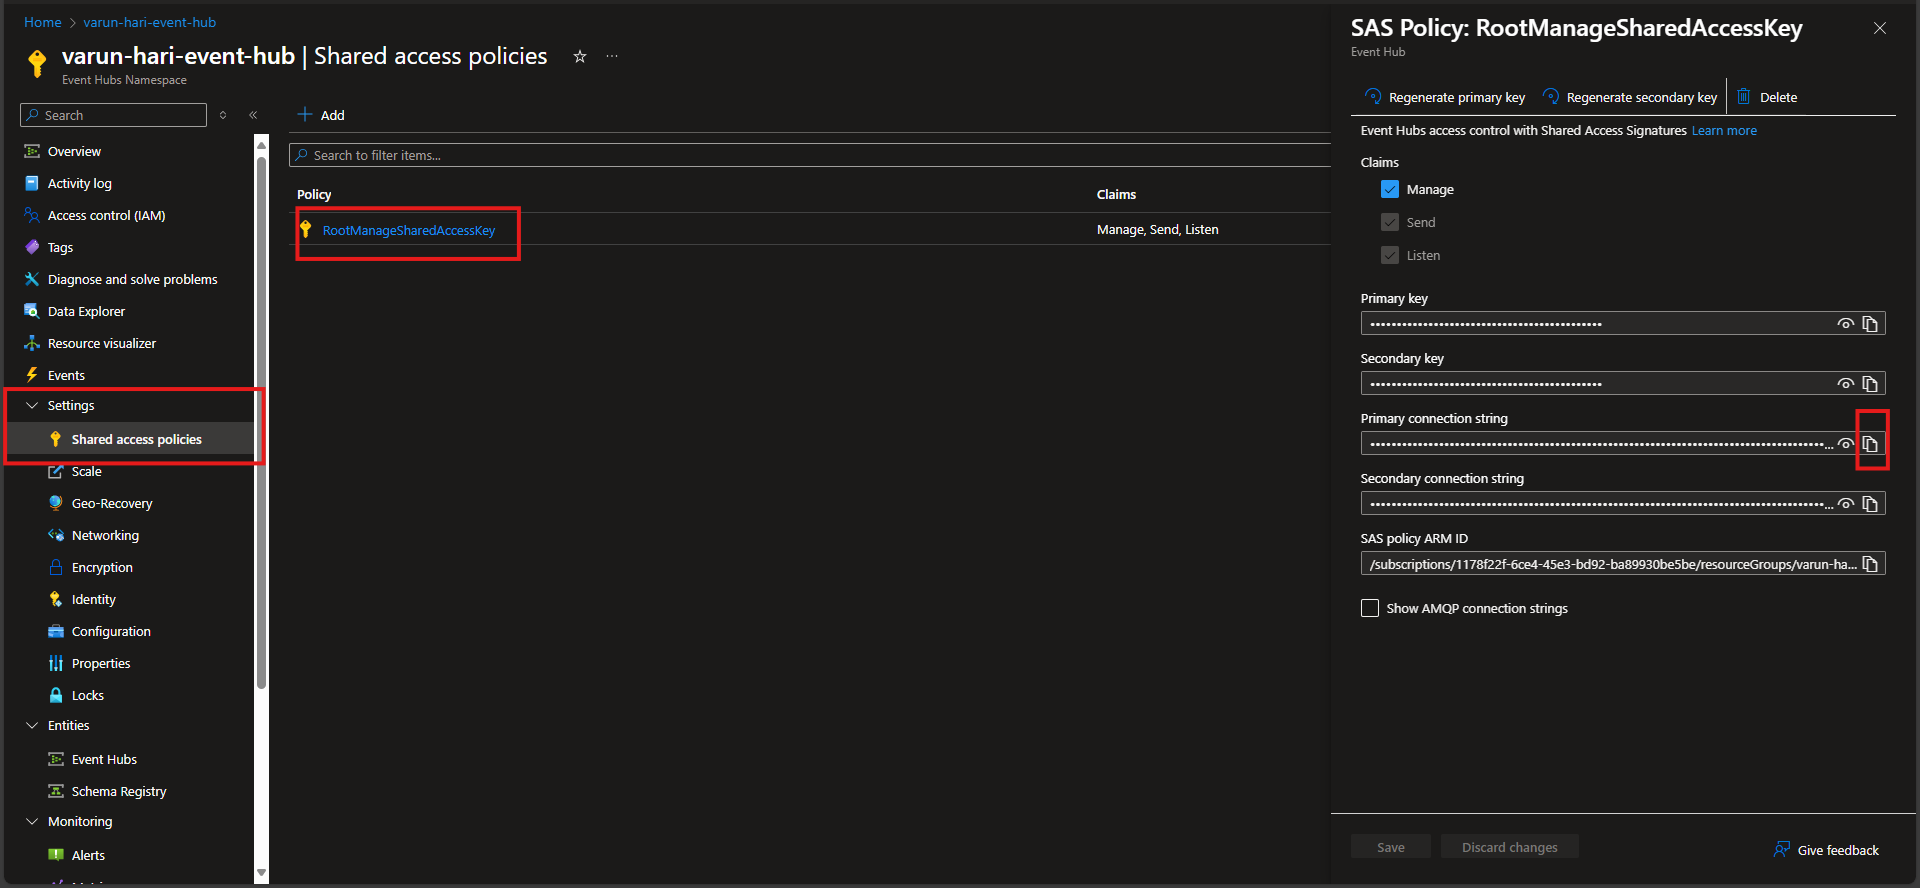 Home > varun-hari-event-hub
varun-hari-event-hub | Shared access policies
Event Hubs Namespace
Search
Overview
Activity log
Access control (IAM)
Tags
Diagnose and solve problems
Data Explorer
Resource visualizer
Events
Settings
Shared access policies
Scale
Geo-Recovery
Networking
Encryption
Identity
Configuration
Properties
Locks
Entities
Event Hubs
Schema Registry
Monitoring
Alerts
Add
Search to filter items...
Policy Claims
RootManageSharedAccessKey Manage, Send, Listen
SAS Policy: RootManageSharedAccessKey
Event Hub
Regenerate primary key Regenerate secondary key Delete
Event Hubs access control with Shared Access Signatures Learn more
Claims
Manage
Send
Listen
Primary key
Secondary key
Primary connection string
Secondary connection string
SAS policy ARM ID
/subscriptions/1178f22f-6ce4-45e3-bd92-ba89930be5be/resourceGroups/varun-ha...
Show AMQP connection strings
Save Discard changes Give feedback